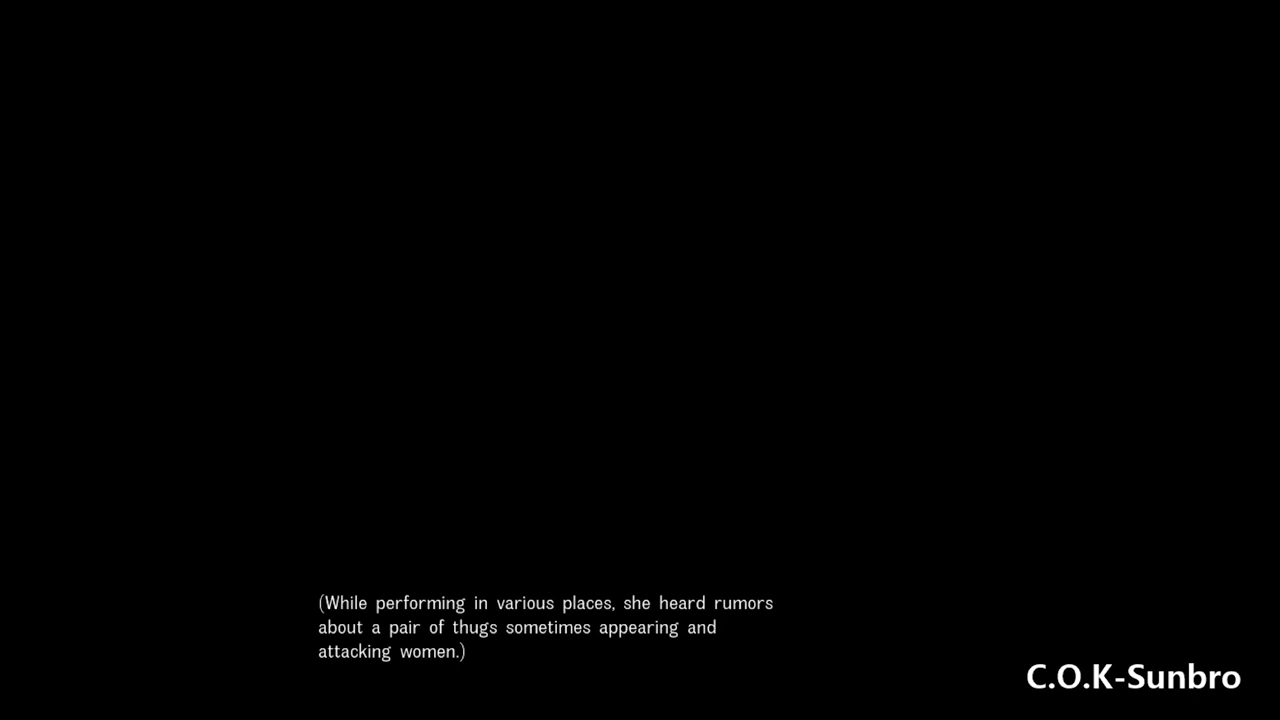 (While performing in various places, she heard rumors
about a pair of thugs sometimes appearing and
attacking women.)
C.O.K-Sunbro